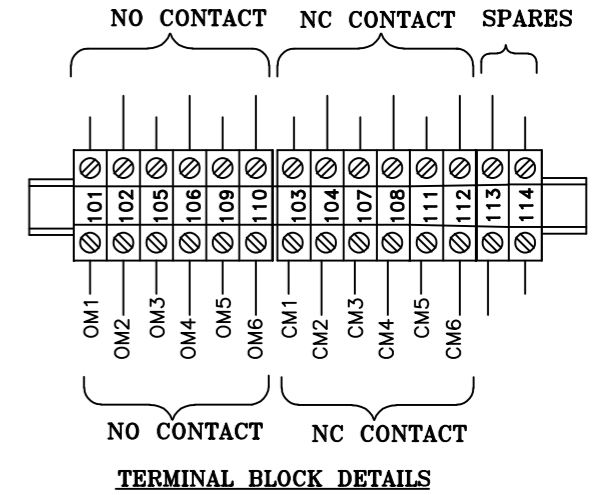 NO CONTACT NC CONTACT SPARES
101 102 105 106 109 110 103 104 107 108 111 112 113 114
OM1 OM2 OM3 OM4 OM5 OM6 CM1 CM2 CM3 CM4 CM5 CM6
NO CONTACT NC CONTACT
TERMINAL BLOCK DETAILS